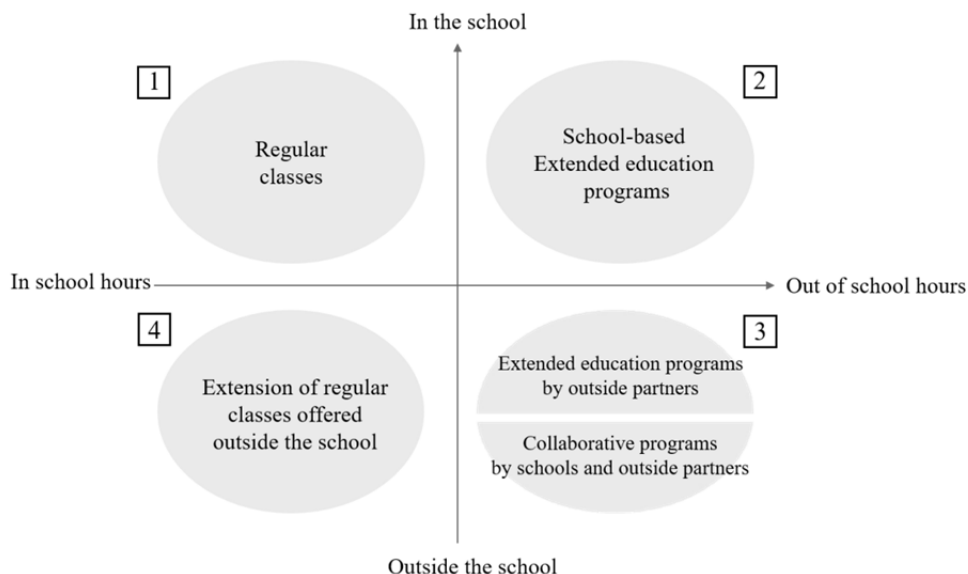 In the school
1
2
Regular
classes
School-based
Extended education
programs
In school hours
Out of school hours
4
3
Extension of regular
classes offered
outside the school
Extended education programs
by outside partners
Collaborative programs
by schools and outside partners
Outside the school